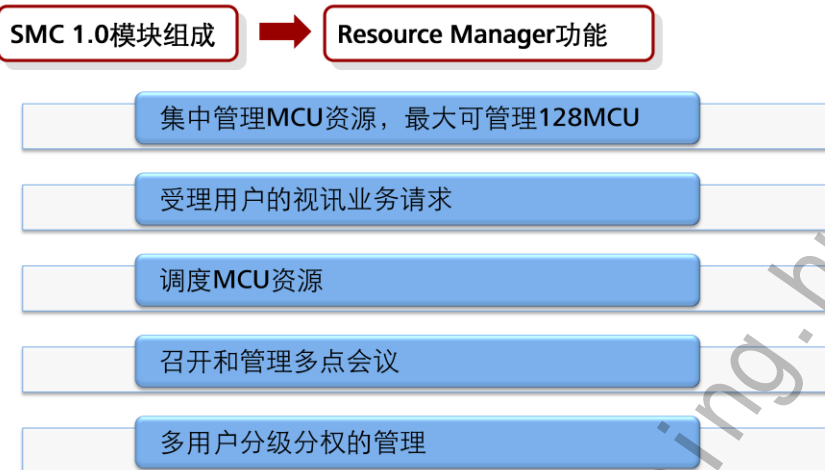 SMC 1.0模块组成
Resource Manager功能
集中管理MCU资源，最大可管理128MCU
受理用户的视讯业务请求
调度MCU资源
召开和管理多点会议
多用户分级分权的管理
ing.h